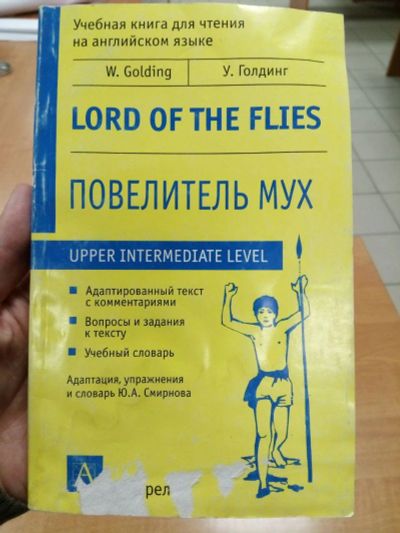 Учебная книга для чтения
на английском языке
W. Golding У. Голдинг
LORD OF THE FLIES
ПОВЕЛИТЕЛЬ МУХ
UPPER INTERMEDIATE LEVEL
Адаптированный текст
с комментариями
Вопросы и задания
к тексту
Учебный словарь
Адаптация, упражнения
и словарь Ю.А. Смирнова
А
рел